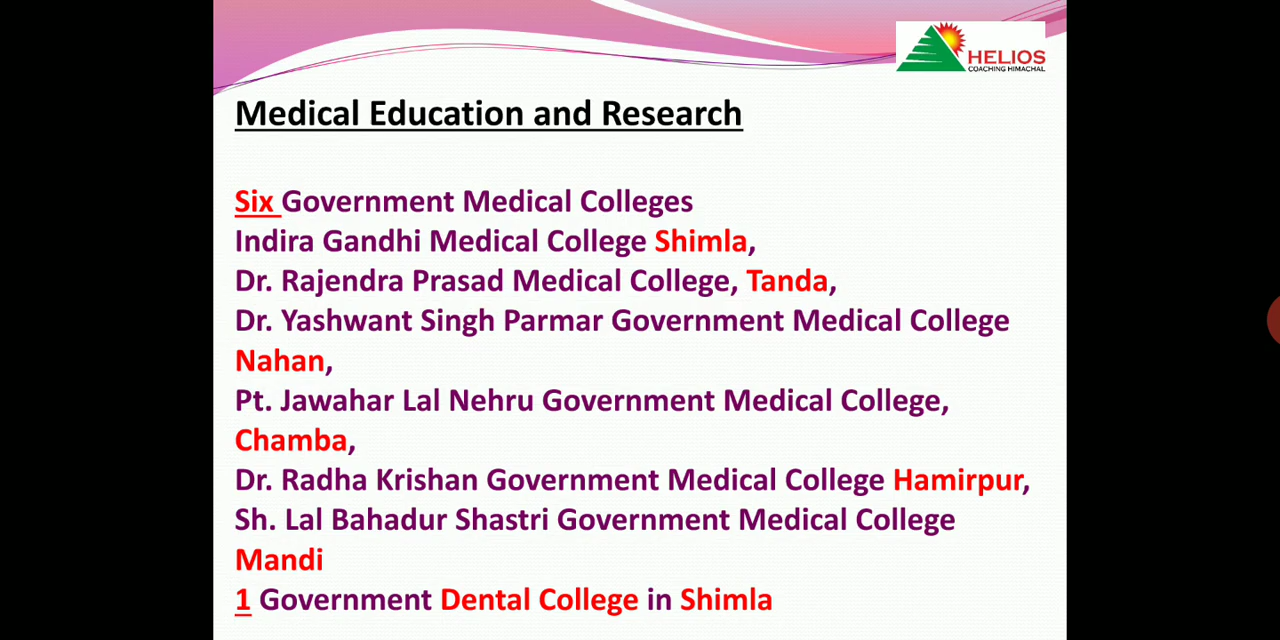 HELIOS
COACHING HIMACHAL
Medical Education and Research
Six Government Medical Colleges
Indira Gandhi Medical College Shimla,
Dr. Rajendra Prasad Medical College, Tanda,
Dr. Yashwant Singh Parmar Government Medical College
Nahan,
Pt. Jawahar Lal Nehru Government Medical College,
Chamba,
Dr. Radha Krishan Government Medical College Hamirpur,
Sh. Lal Bahadur Shastri Government Medical College
Mandi
1 Government Dental College in Shimla